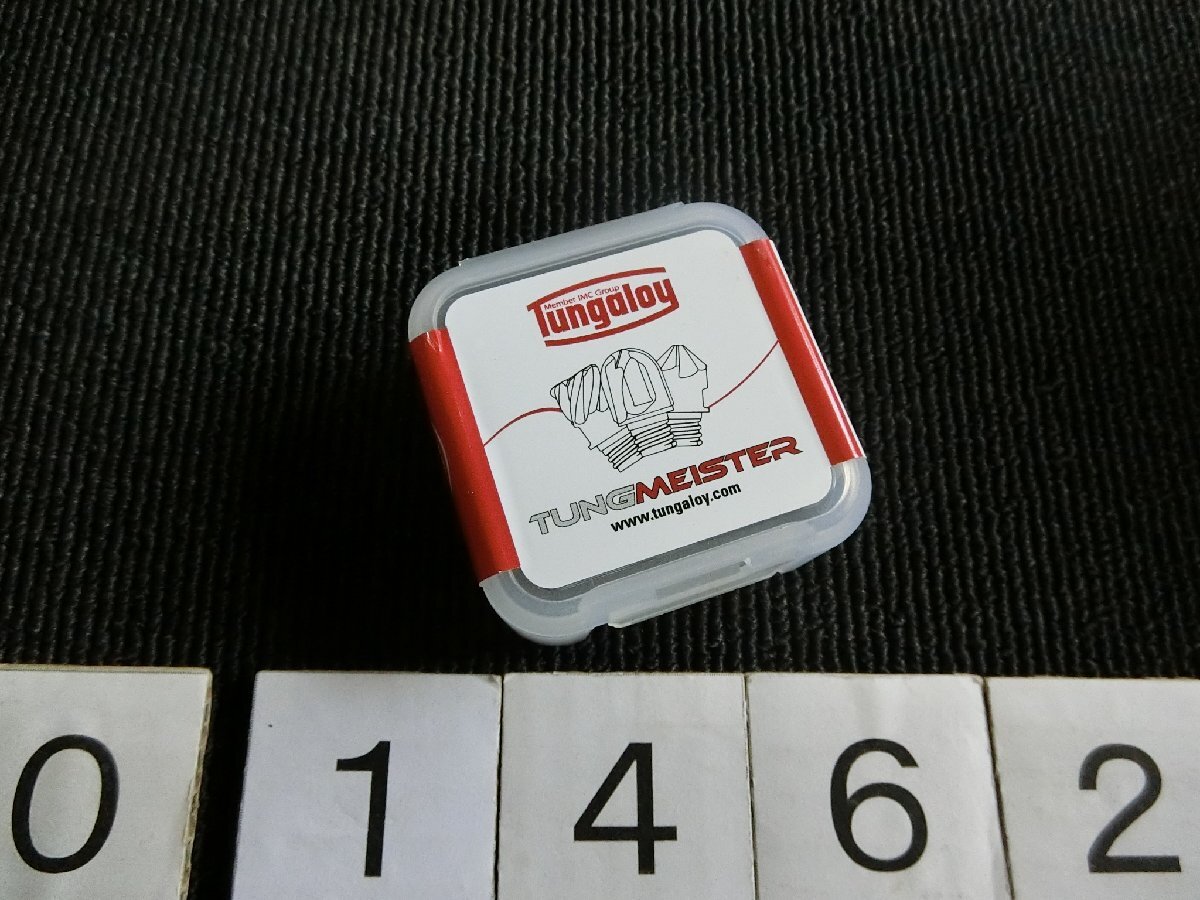 Member IMC Group
Tungaloy
TUNGMEISTER
www.tungaloy.com
0 1 4 6 2